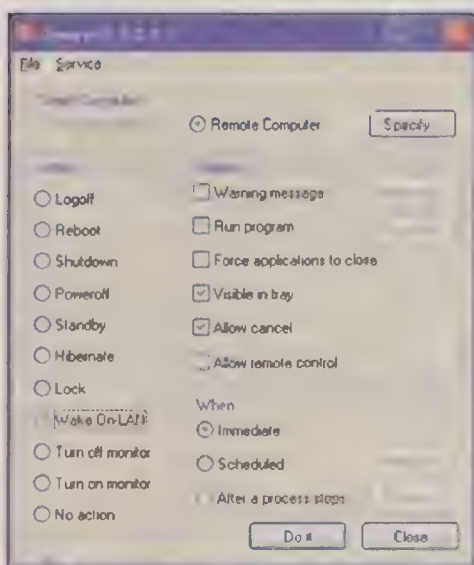 File Service
Remote Computer
Specify
Logoff
Reboot
Shutdown
Poweroff
Standby
Hibernate
Lock
Wake On-LAN
Turn off monitor
Turn on monitor
No action
Warning message
Run program
Force applications to close
Visible in tray
Allow cancel
Allow remote control
When
Immediate
Scheduled
After a process stops
Do it
Close